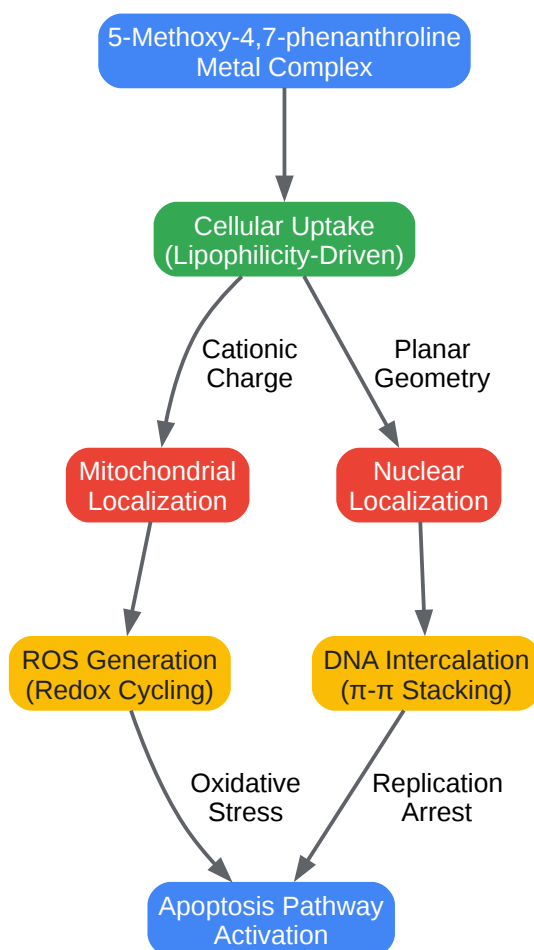 5-Methoxy-4,7-phenanthroline
Metal Complex
Cellular Uptake
(Lipophilicity-Driven)
Cationic
Charge
Planar
Geometry
Mitochondrial
Localization
Nuclear
Localization
ROS Generation
(Redox Cycling)
DNA Intercalation
(π-π Stacking)
Oxidative
Stress
Replication
Arrest
Apoptosis Pathway
Activation